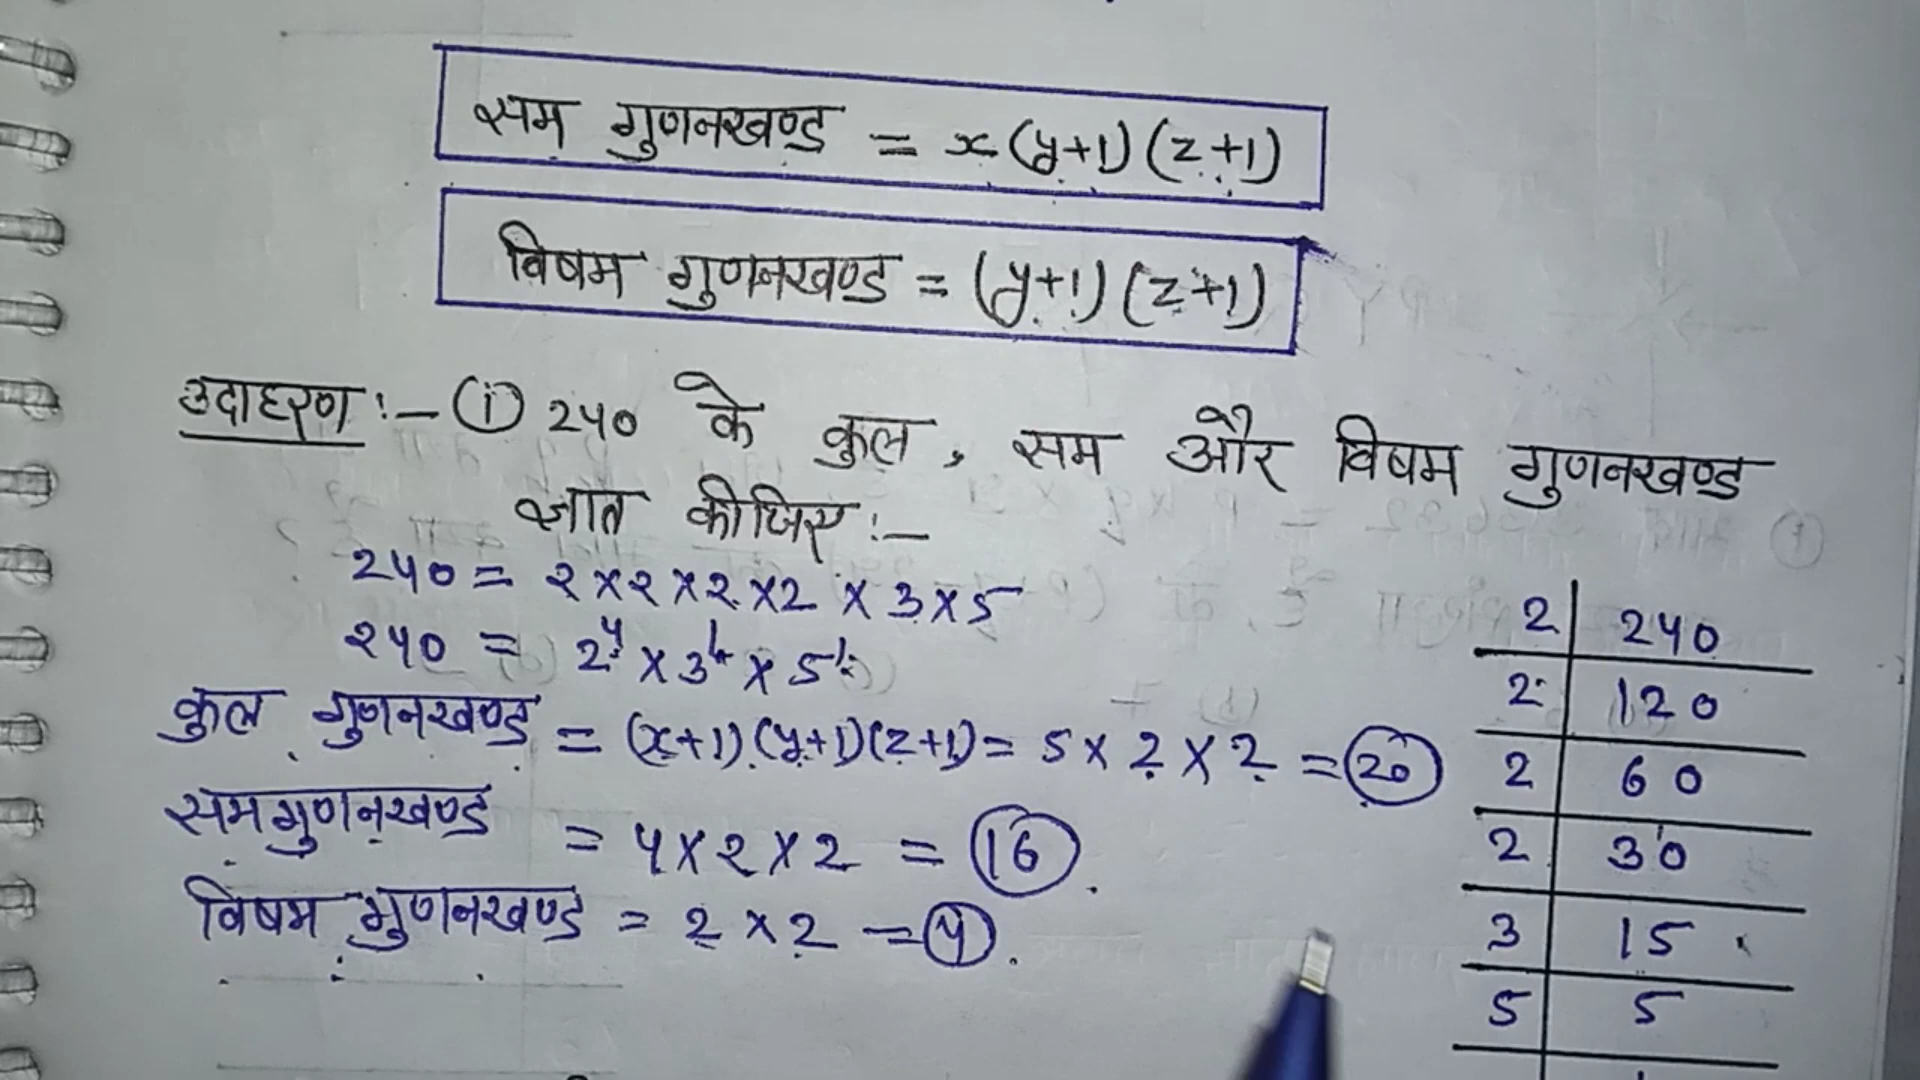 सम गुणनखण्ड = x(y+1)(z+1)
विषम गुणनखण्ड = (y+1)(z+1)
उदाहरण :- (i) 240 के कुल, सम और विषम गुणनखण्ड
ज्ञात कीजिए :-
240 = 2×2×2×2×3×5
240 = 2⁴×3¹×5¹
कुल गुणनखण्ड = (x+1)(y+1)(z+1) = 5×2×2 = 20
समगुणनखण्ड = 4×2×2 = 16
विषम गुणनखण्ड = 2×2 = 4
2 | 240
2 | 120
2 | 60
2 | 30
3 | 15
5 | 5